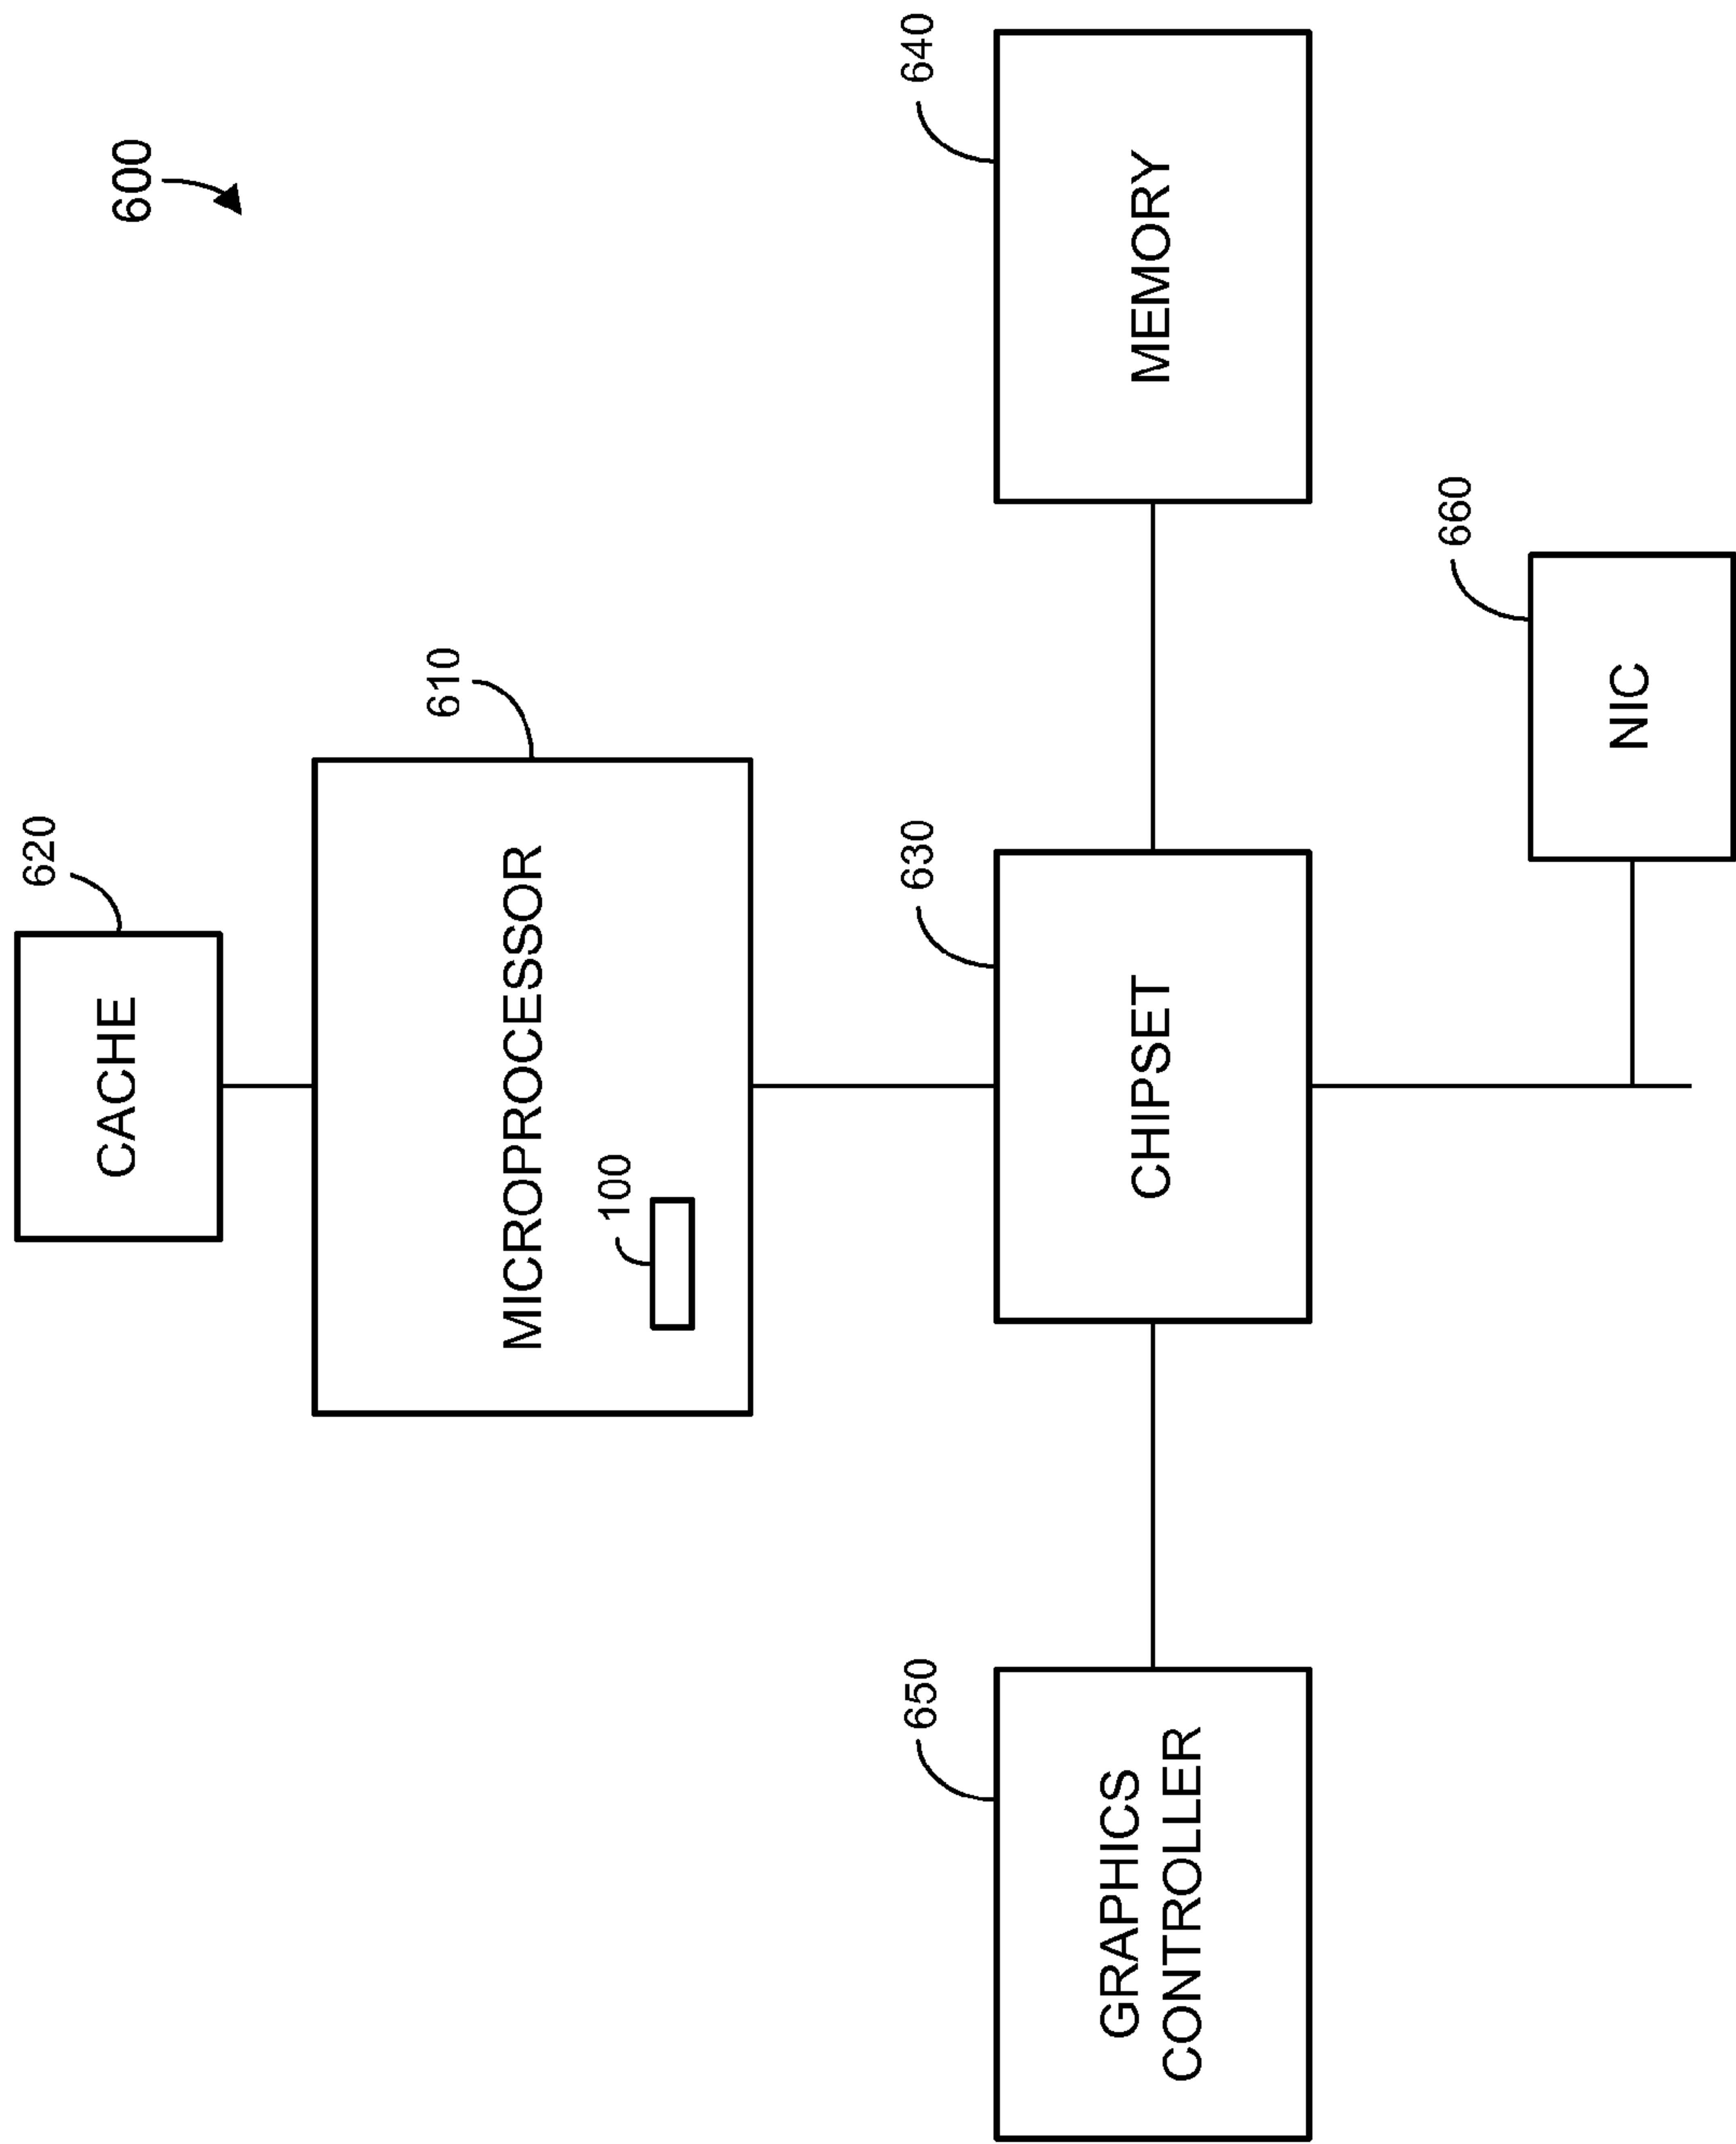 600
620
CACHE
610
MICROPROCESSOR
100
650
630
640
GRAPHICS
CONTROLLER
CHIPSET
MEMORY
660
NIC